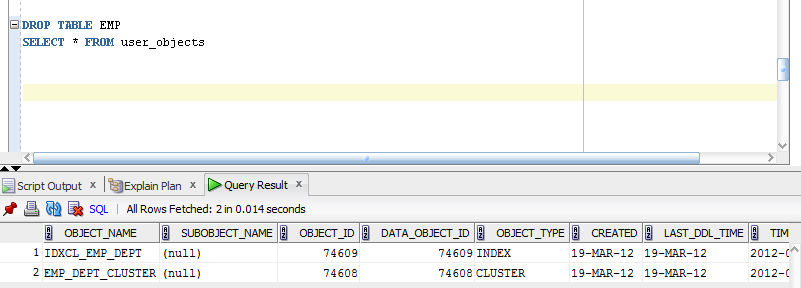 DROP TABLE EMP
SELECT * FROM user_objects
Script Output x Explain Plan x Query Result x
SQL | All Rows Fetched: 2 in 0.014 seconds
OBJECT_NAME SUBOBJECT_NAME OBJECT_ID DATA_OBJECT_ID OBJECT_TYPE CREATED LAST_DDL_TIME TIM
1 IDXCL_EMP_DEPT (null) 74609 74609 INDEX 19-MAR-12 19-MAR-12 2012-0
2 EMP_DEPT_CLUSTER (null) 74608 74608 CLUSTER 19-MAR-12 19-MAR-12 2012-0